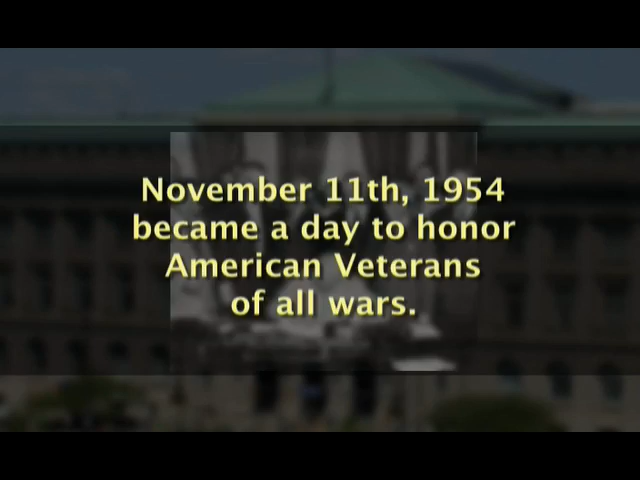 November 11th, 1954
became a day to honor
American Veterans
of all wars.